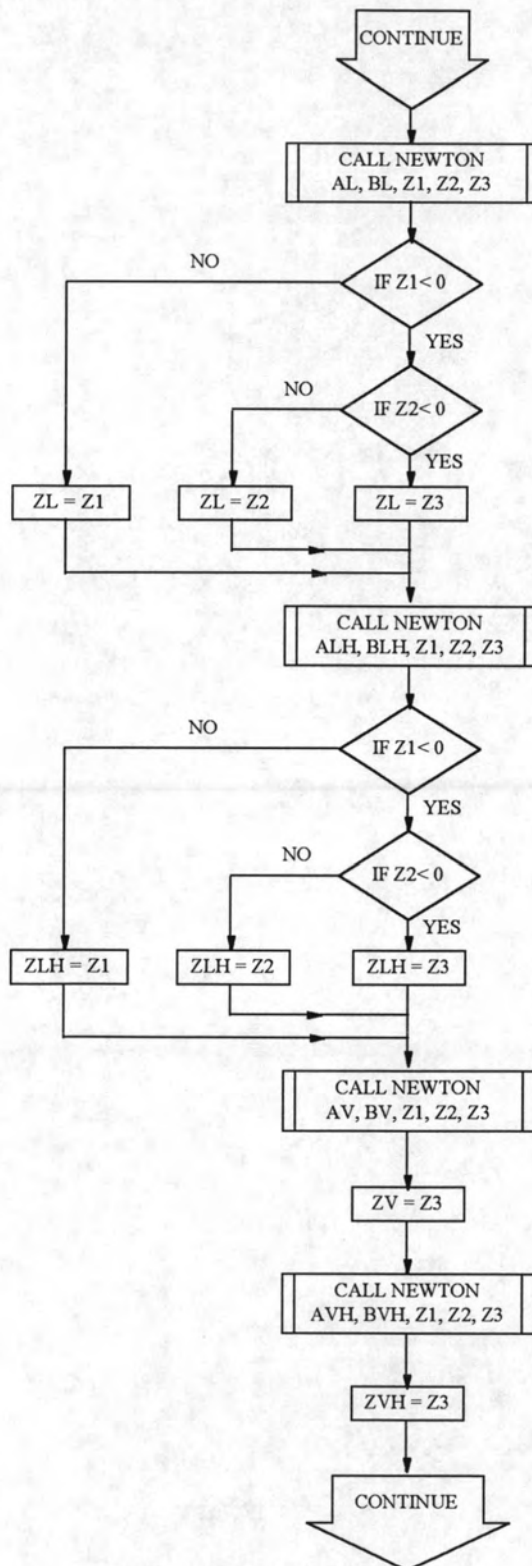 CONTINUE
CALL NEWTON
AL, BL, Z1, Z2, Z3
NO
IF Z1< 0
YES
NO
IF Z2< 0
YES
ZL = Z1
ZL = Z2
ZL = Z3
CALL NEWTON
ALH, BLH, Z1, Z2, Z3
NO
IF Z1< 0
YES
NO
IF Z2< 0
YES
ZLH = Z1
ZLH = Z2
ZLH = Z3
CALL NEWTON
AV, BV, Z1, Z2, Z3
ZV = Z3
CALL NEWTON
AVH, BVH, Z1, Z2, Z3
ZVH = Z3
CONTINUE